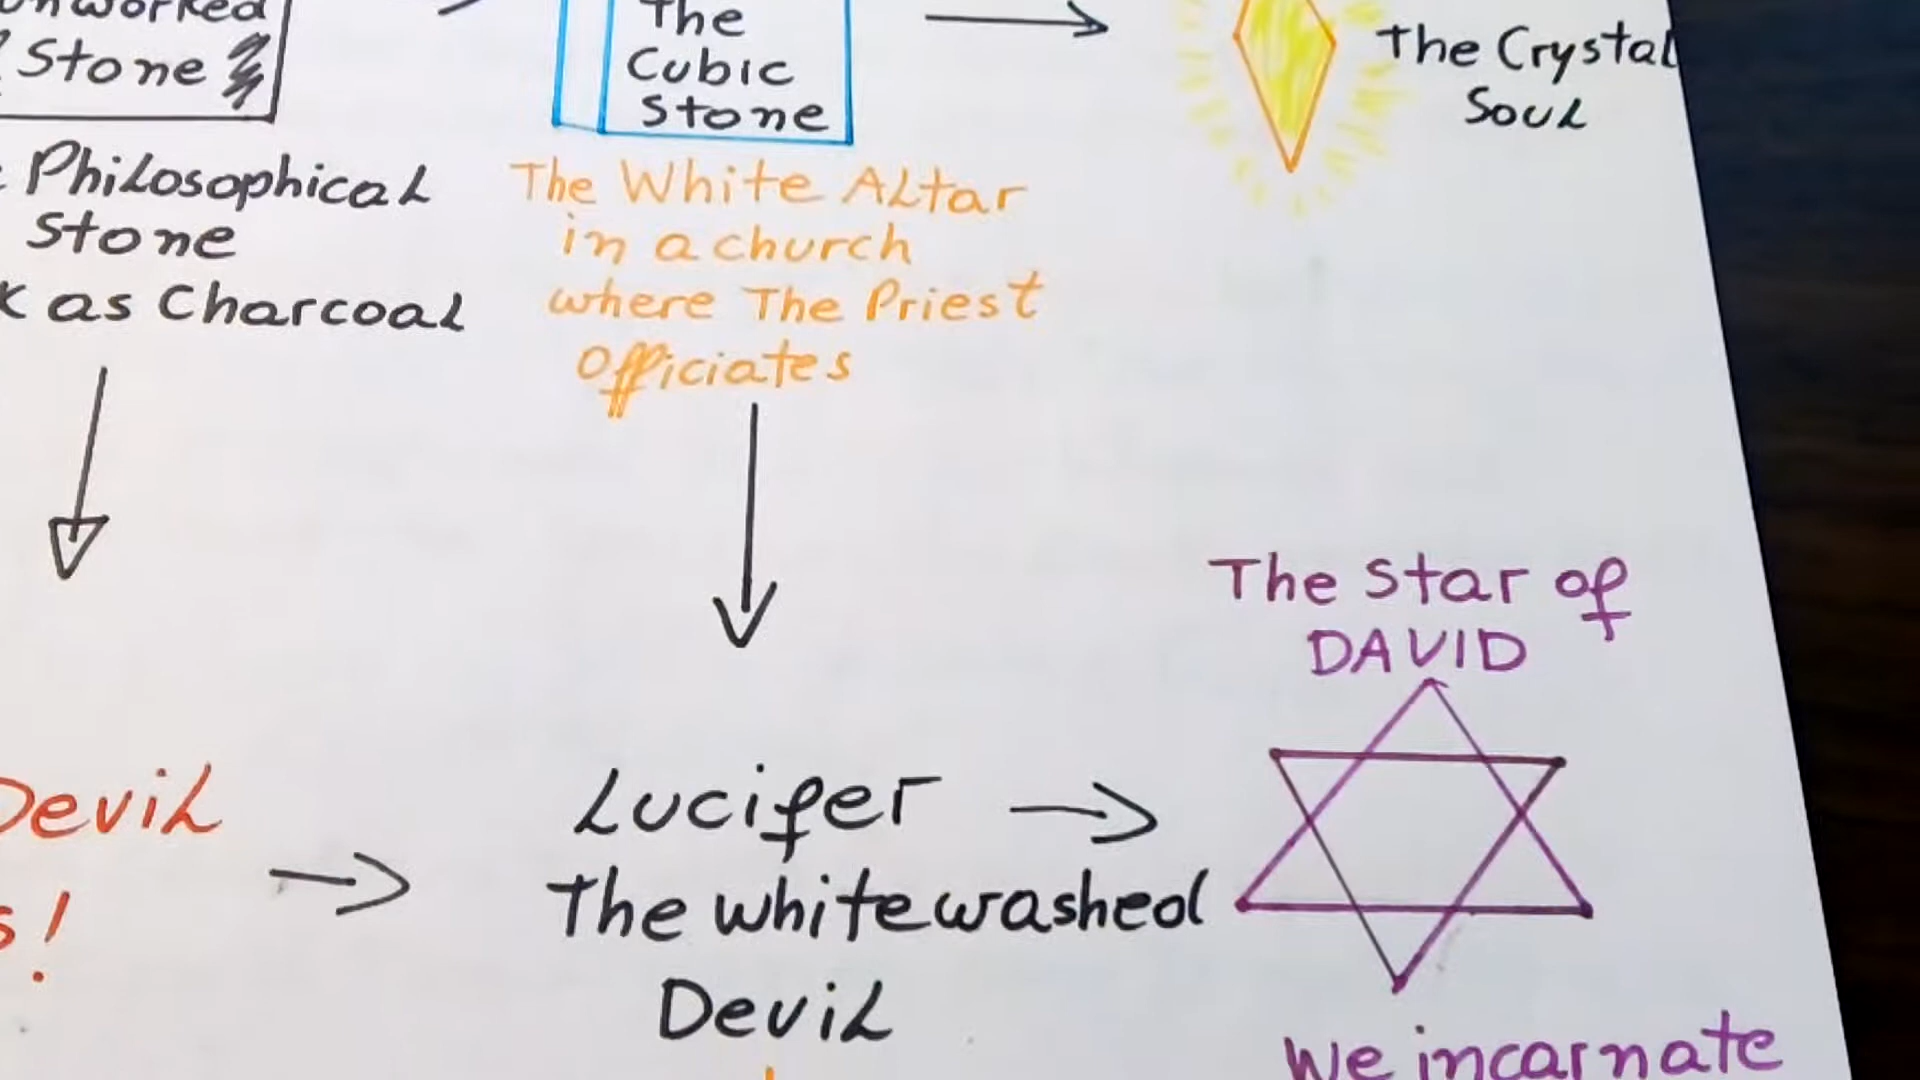 Unworked
Stone
The
Cubic
Stone
The Crystal
Soul
Philosophical
Stone
as Charcoal
The White Altar
in a church
where The Priest
officiates
The Star of
DAVID
Devil
Lucifer
The whitewashed
Devil
We incarnate